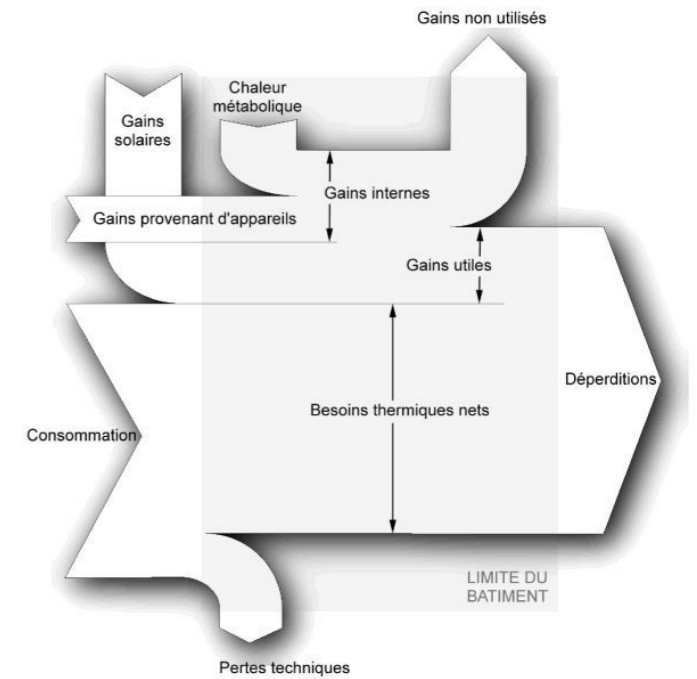 Gains non utilisés
Chaleur
métabolique
Gains
solaires
Gains internes
Gains provenant d'appareils
Gains utiles
Déperditions
Besoins thermiques nets
Consommation
LIMITE DU
BATIMENT
Pertes techniques